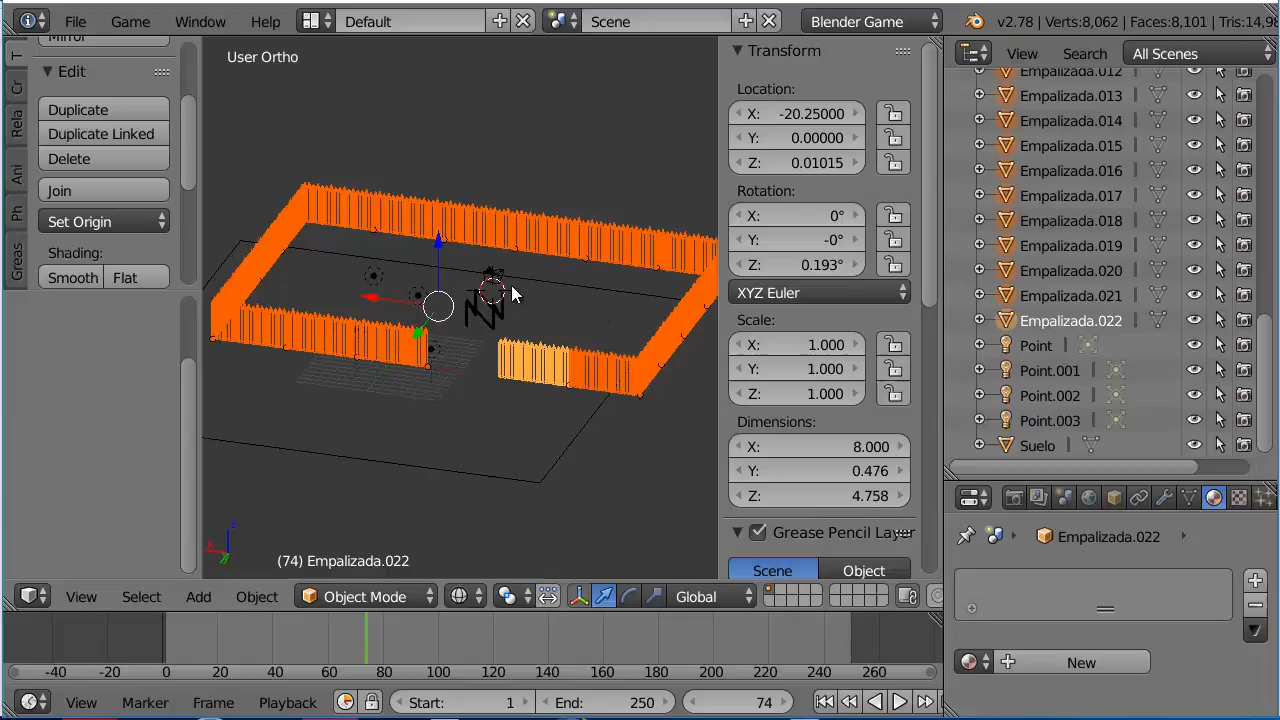 File Game Window Help Default Scene Blender Game v2.78 | Verts:8,062 | Faces:8,101 | Tris:14,9
View Search All Scenes
Edit
Duplicate
Duplicate Linked
Delete
Join
Set Origin
Shading:
Smooth Flat
T
Cr
Rela
Ani
Ph
Greas
User Ortho
(74) Empalizada.022
Transform
Location:
X: -20.25000
Y: 0.00000
Z: 0.01015
Rotation:
X: 0°
Y: -0°
Z: 0.193°
XYZ Euler
Scale:
X: 1.000
Y: 1.000
Z: 1.000
Dimensions:
X: 8.000
Y: 0.476
Z: 4.758
Grease Pencil Layer
Scene Object
Empalizada.012
Empalizada.013
Empalizada.014
Empalizada.015
Empalizada.016
Empalizada.017
Empalizada.018
Empalizada.019
Empalizada.020
Empalizada.021
Empalizada.022
Point
Point.001
Point.002
Point.003
Suelo
Empalizada.022
New
View Select Add Object Object Mode Global
-40 -20 0 20 40 60 80 100 120 140 160 180 200 220 240 260
View Marker Frame Playback Start: 1 End: 250 74